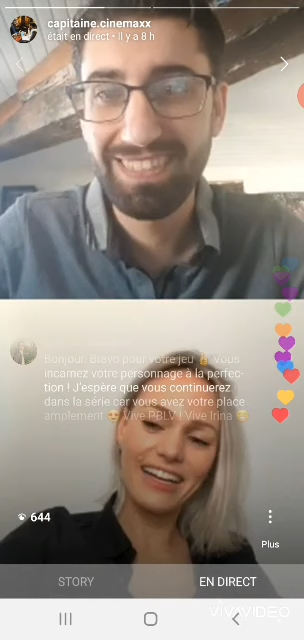 capitaine.cinemaxx
était en direct • Il y a 8 h
Bonjour. Bravo pour votre jeu 👌 Vous
incarnez votre personnage à la perfec-
tion ! J'espère que vous continuerez
dans la série car vous avez votre place
amplement 😍 Vive PBLV ! Vive Irina 😍
644
Plus
STORY
EN DIRECT
VIVAVIDEO